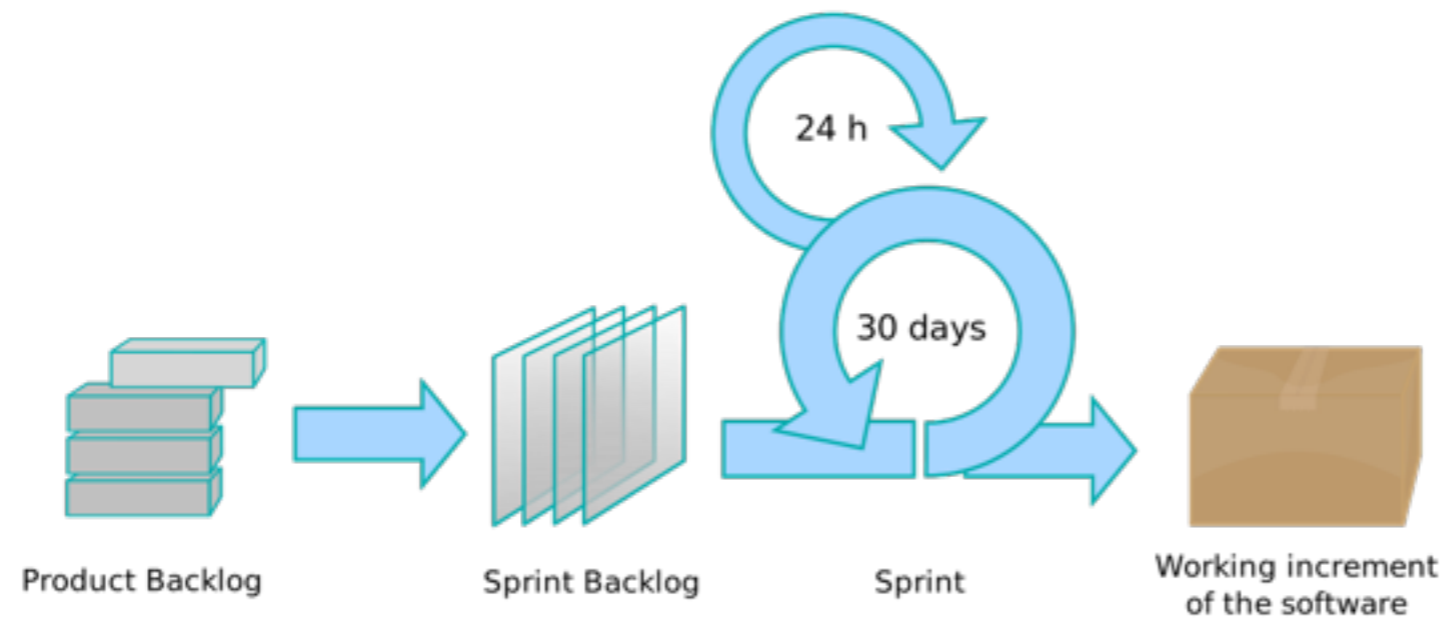 24 h
30 days
Product Backlog
Sprint Backlog
Sprint
Working increment
of the software